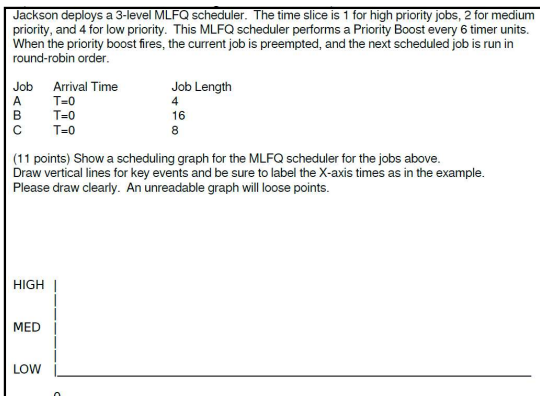 Jackson deploys a 3-level MLFQ scheduler.  The time slice is 1 for high priority jobs, 2 for medium
priority, and 4 for low priority.  This MLFQ scheduler performs a Priority Boost every 6 timer units.
When the priority boost fires, the current job is preempted, and the next scheduled job is run in
round-robin order.
Job Arrival Time Job Length
A T=0 4
B T=0 16
C T=0 8
(11 points) Show a scheduling graph for the MLFQ scheduler for the jobs above.
Draw vertical lines for key events and be sure to label the X-axis times as in the example.
Please draw clearly.  An unreadable graph will loose points.
HIGH
MED
LOW
0